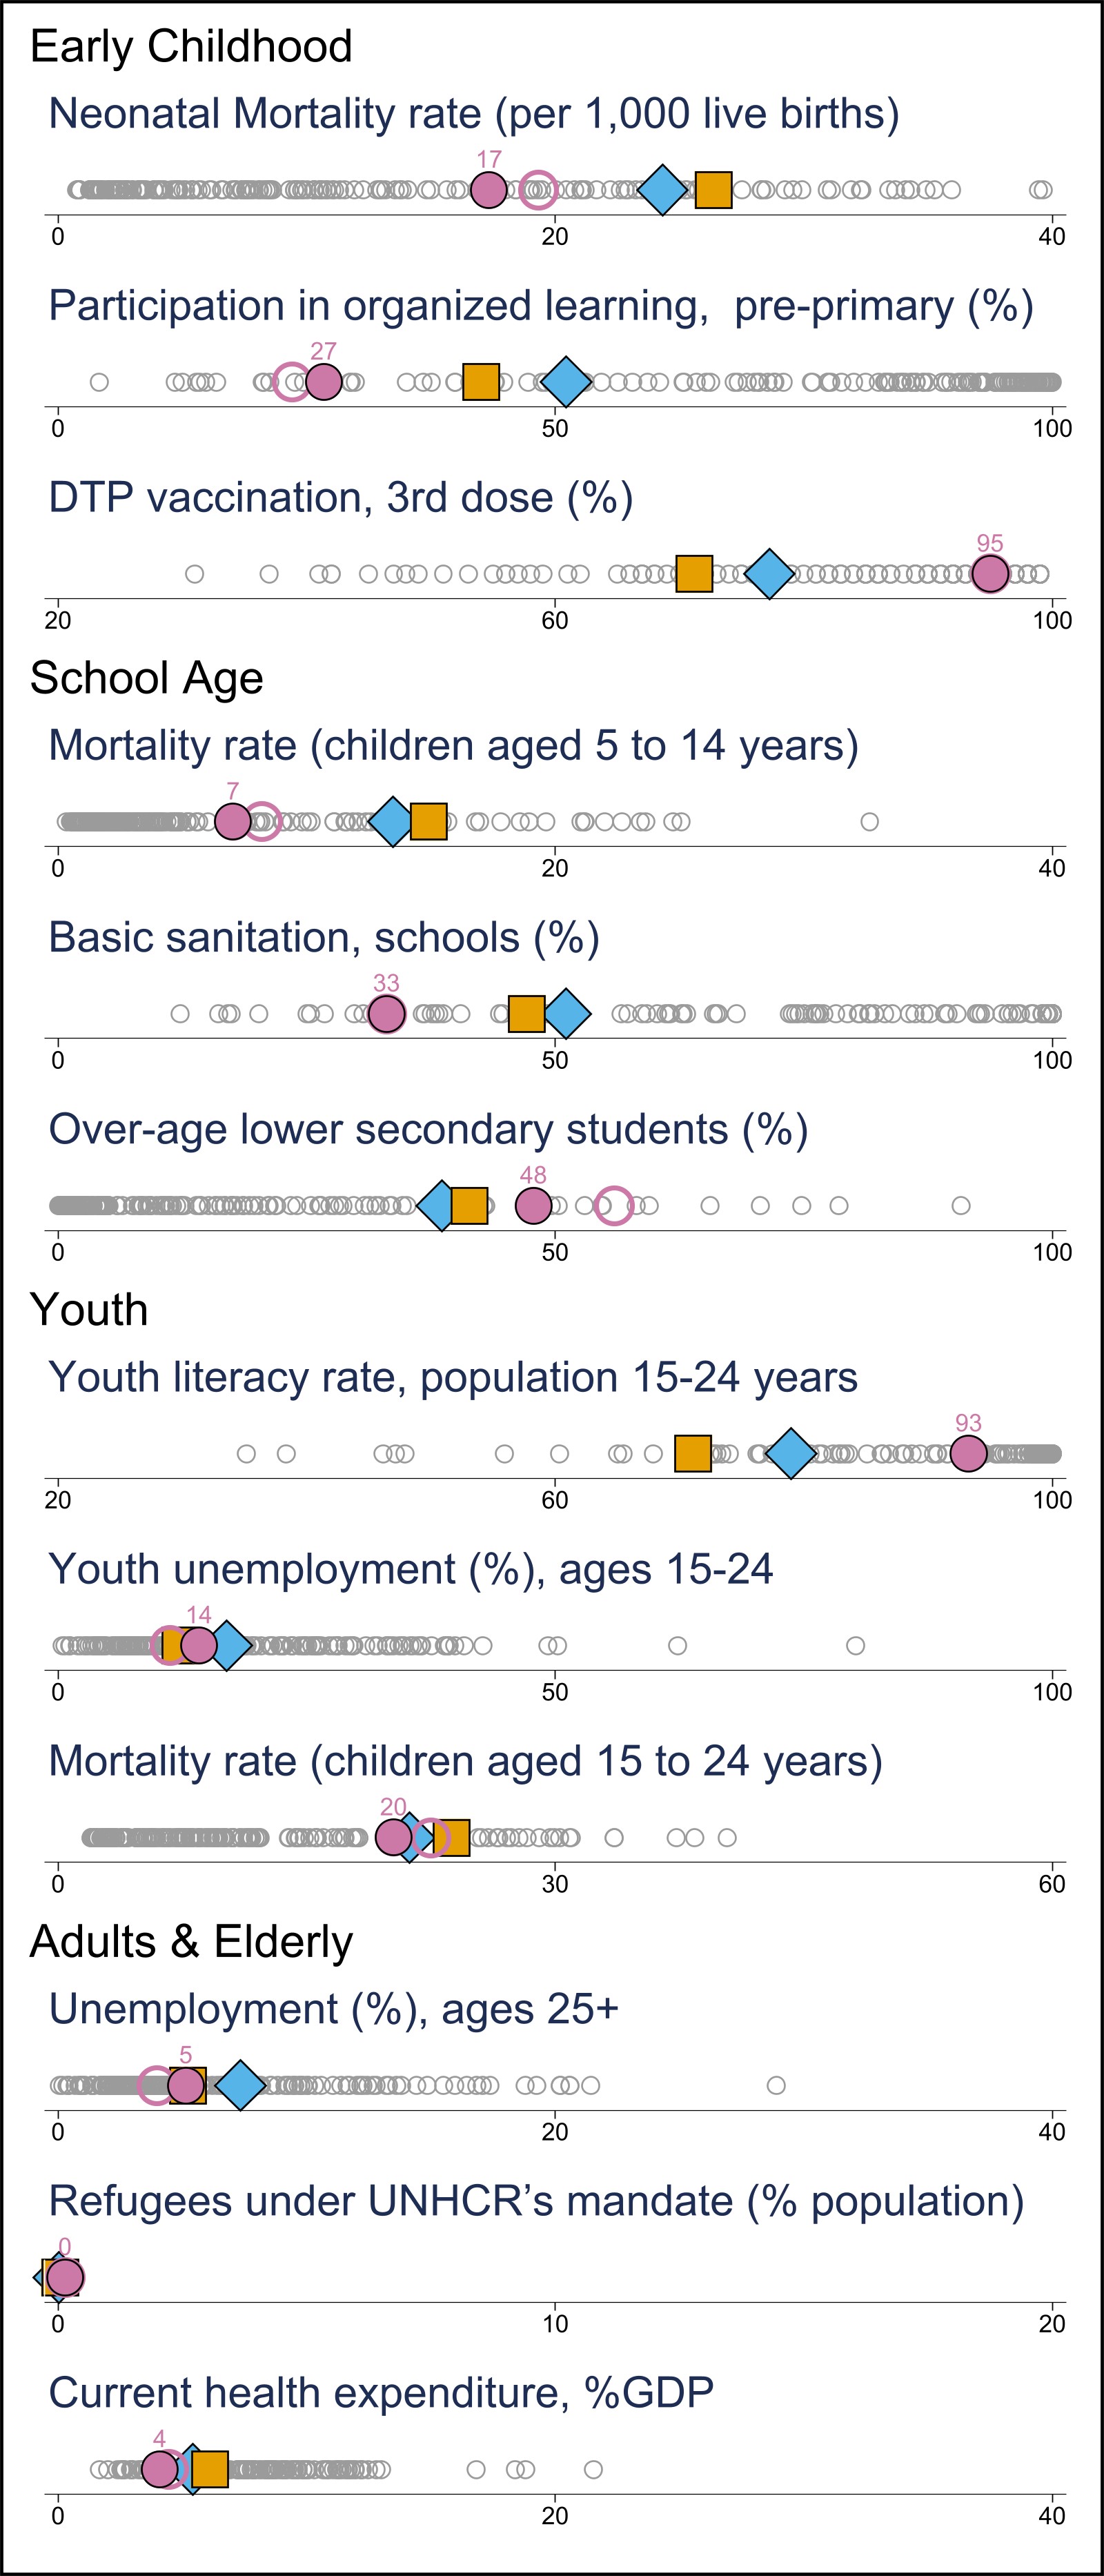 Early Childhood
Neonatal Mortality rate (per 1,000 live births)
17
0 20 40
Participation in organized learning,  pre-primary (%)
27
0 50 100
DTP vaccination, 3rd dose (%)
95
20 60 100
School Age
Mortality rate (children aged 5 to 14 years)
7
0 20 40
Basic sanitation, schools (%)
33
0 50 100
Over-age lower secondary students (%)
48
0 50 100
Youth
Youth literacy rate, population 15-24 years
93
20 60 100
Youth unemployment (%), ages 15-24
14
0 50 100
Mortality rate (children aged 15 to 24 years)
20
0 30 60
Adults & Elderly
Unemployment (%), ages 25+
5
0 20 40
Refugees under UNHCR’s mandate (% population)
0
0 10 20
Current health expenditure, %GDP
4
0 20 40